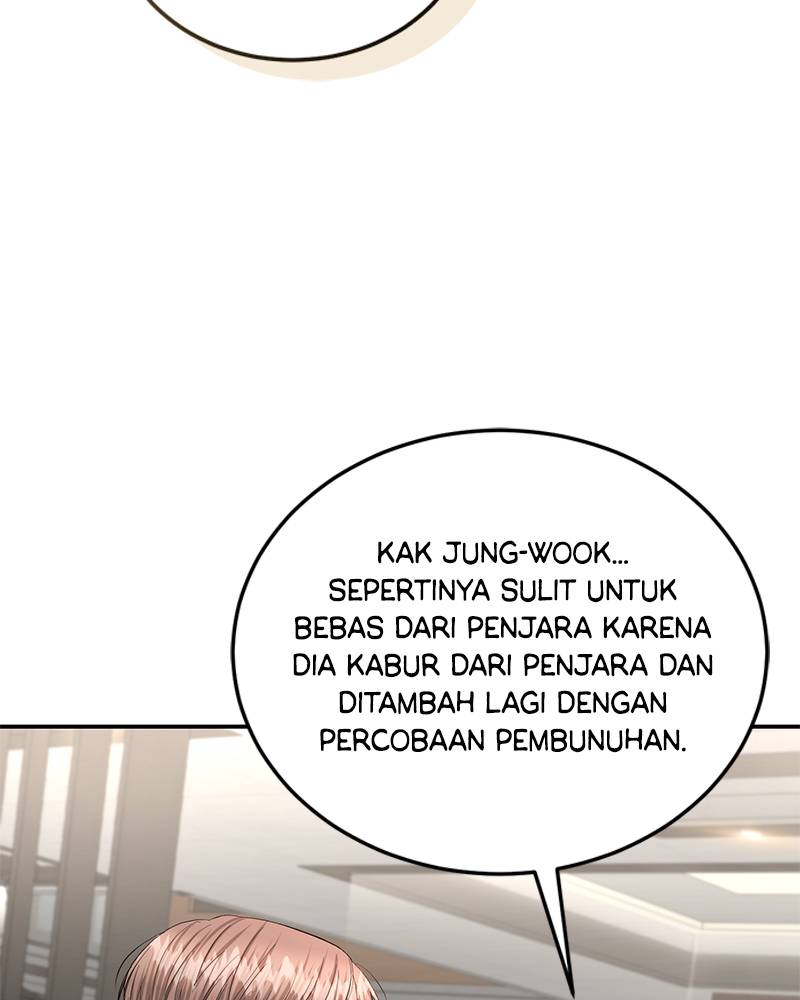 KAK JUNG-WOOK...
SEPERTINYA SULIT UNTUK
BEBAS DARI PENJARA KARENA
DIA KABUR DARI PENJARA DAN
DITAMBAH LAGI DENGAN
PERCOBAAN PEMBUNUHAN.